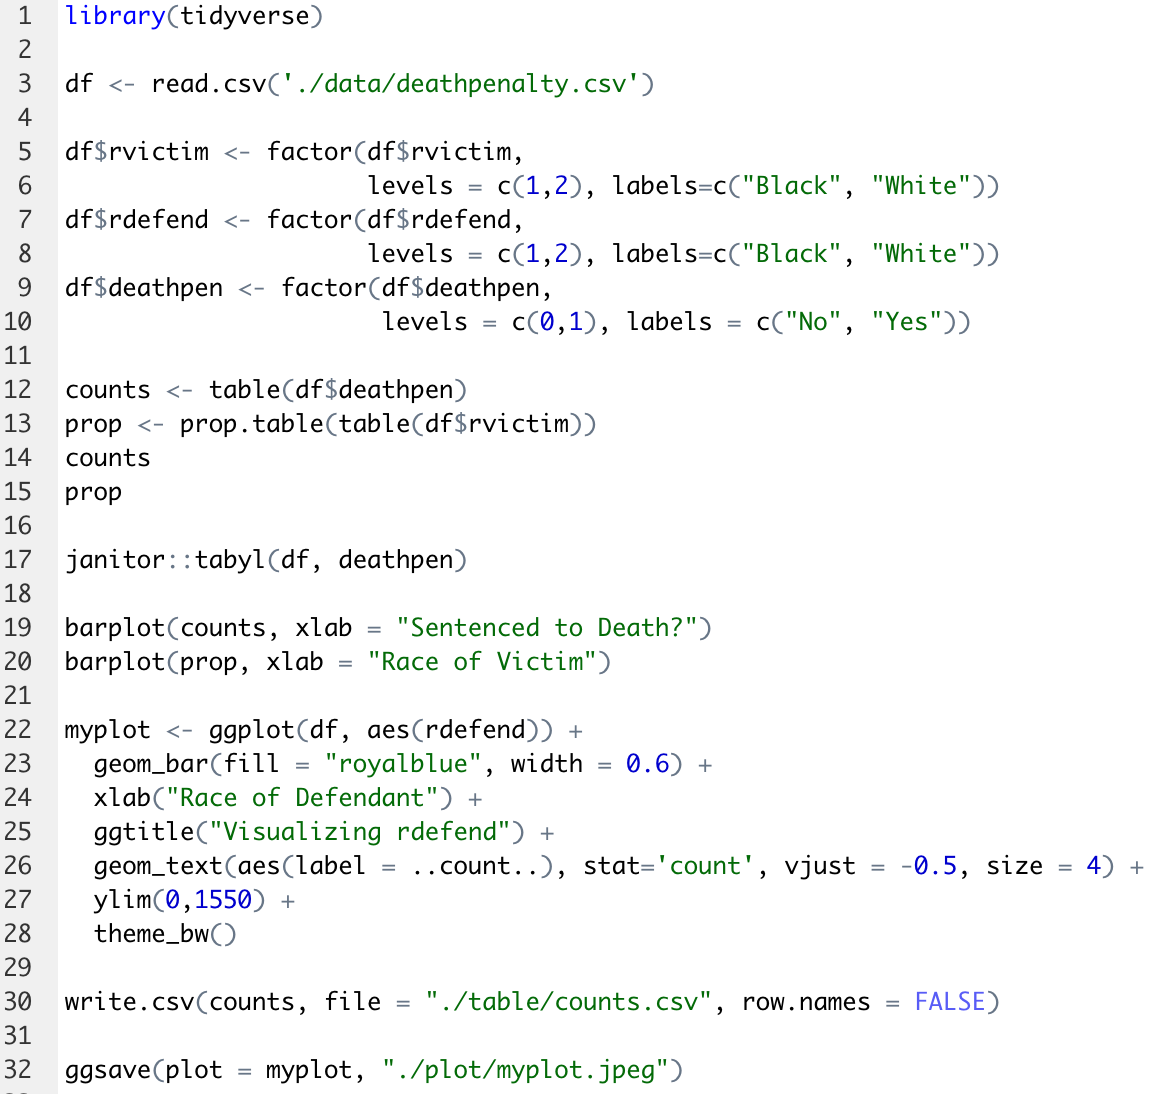 1 library(tidyverse)
2
3 df <- read.csv('./data/deathpenalty.csv')
4
5 df$rvictim <- factor(df$rvictim,
6                      levels = c(1,2), labels=c("Black", "White"))
7 df$rdefend <- factor(df$rdefend,
8                      levels = c(1,2), labels=c("Black", "White"))
9 df$deathpen <- factor(df$deathpen,
10                      levels = c(0,1), labels = c("No", "Yes"))
11
12 counts <- table(df$deathpen)
13 prop <- prop.table(table(df$rvictim))
14 counts
15 prop
16
17 janitor::tabyl(df, deathpen)
18
19 barplot(counts, xlab = "Sentenced to Death?")
20 barplot(prop, xlab = "Race of Victim")
21
22 myplot <- ggplot(df, aes(rdefend)) +
23   geom_bar(fill = "royalblue", width = 0.6) +
24   xlab("Race of Defendant") +
25   ggtitle("Visualizing rdefend") +
26   geom_text(aes(label = ..count..), stat='count', vjust = -0.5, size = 4) +
27   ylim(0,1550) +
28   theme_bw()
29
30 write.csv(counts, file = "./table/counts.csv", row.names = FALSE)
31
32 ggsave(plot = myplot, "./plot/myplot.jpeg")